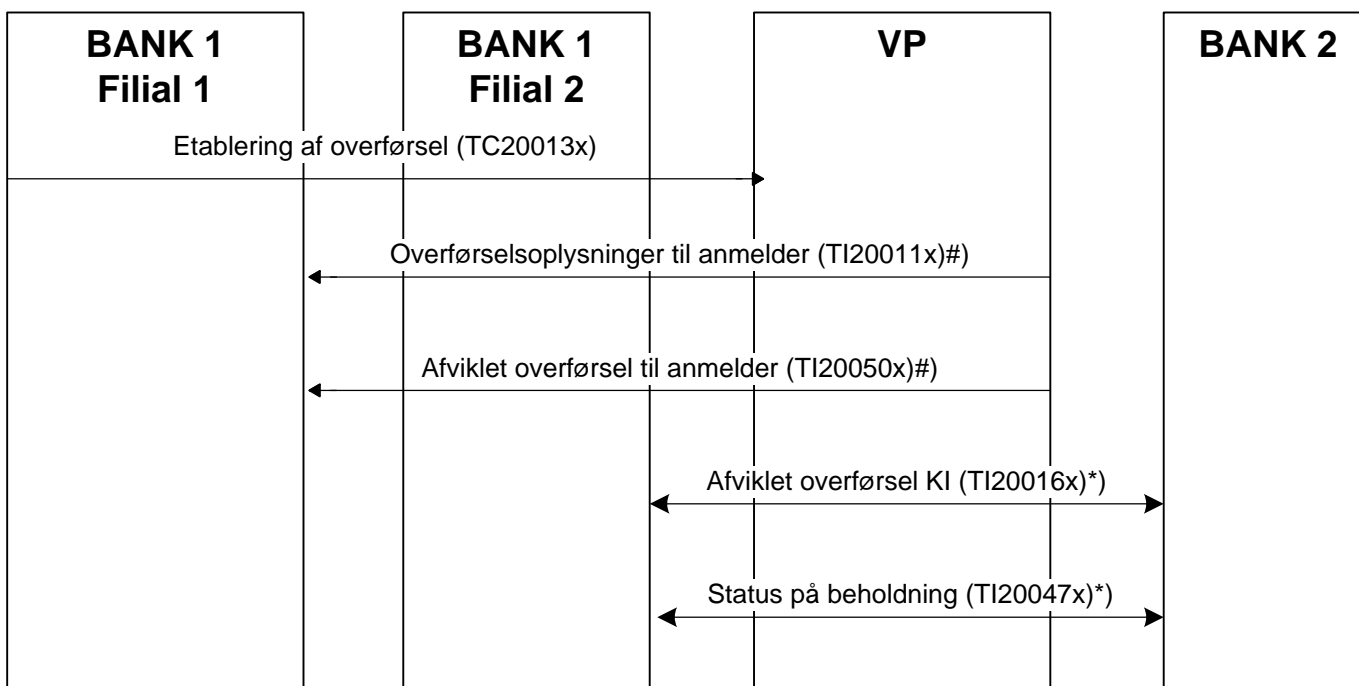 BANK 1
Filial 1
BANK 1
Filial 2
VP
BANK 2
Etablering af overførsel (TC20013x)
Overførselsoplysninger til anmelder (TI20011x)#)
Afviklet overførsel til anmelder (TI20050x)#)
Afviklet overførsel KI (TI20016x)*)
Status på beholdning (TI20047x)*)